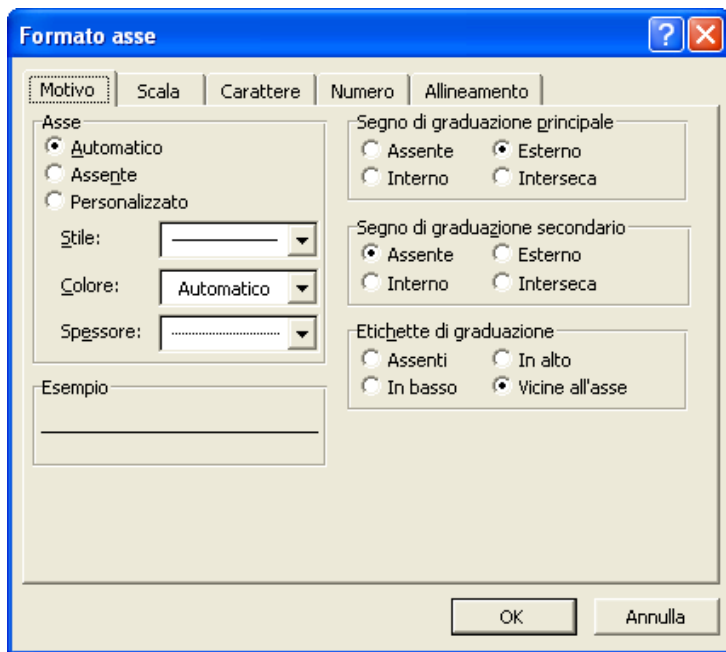 Formato asse
Motivo Scala Carattere Numero Allineamento
Asse
Automatico
Assente
Personalizzato
Stile:
Colore: Automatico
Spessore:
Esempio
Segno di graduazione principale
Assente Esterno
Interno Interseca
Segno di graduazione secondario
Assente Esterno
Interno Interseca
Etichette di graduazione
Assenti In alto
In basso Vicine all'asse
OK Annulla